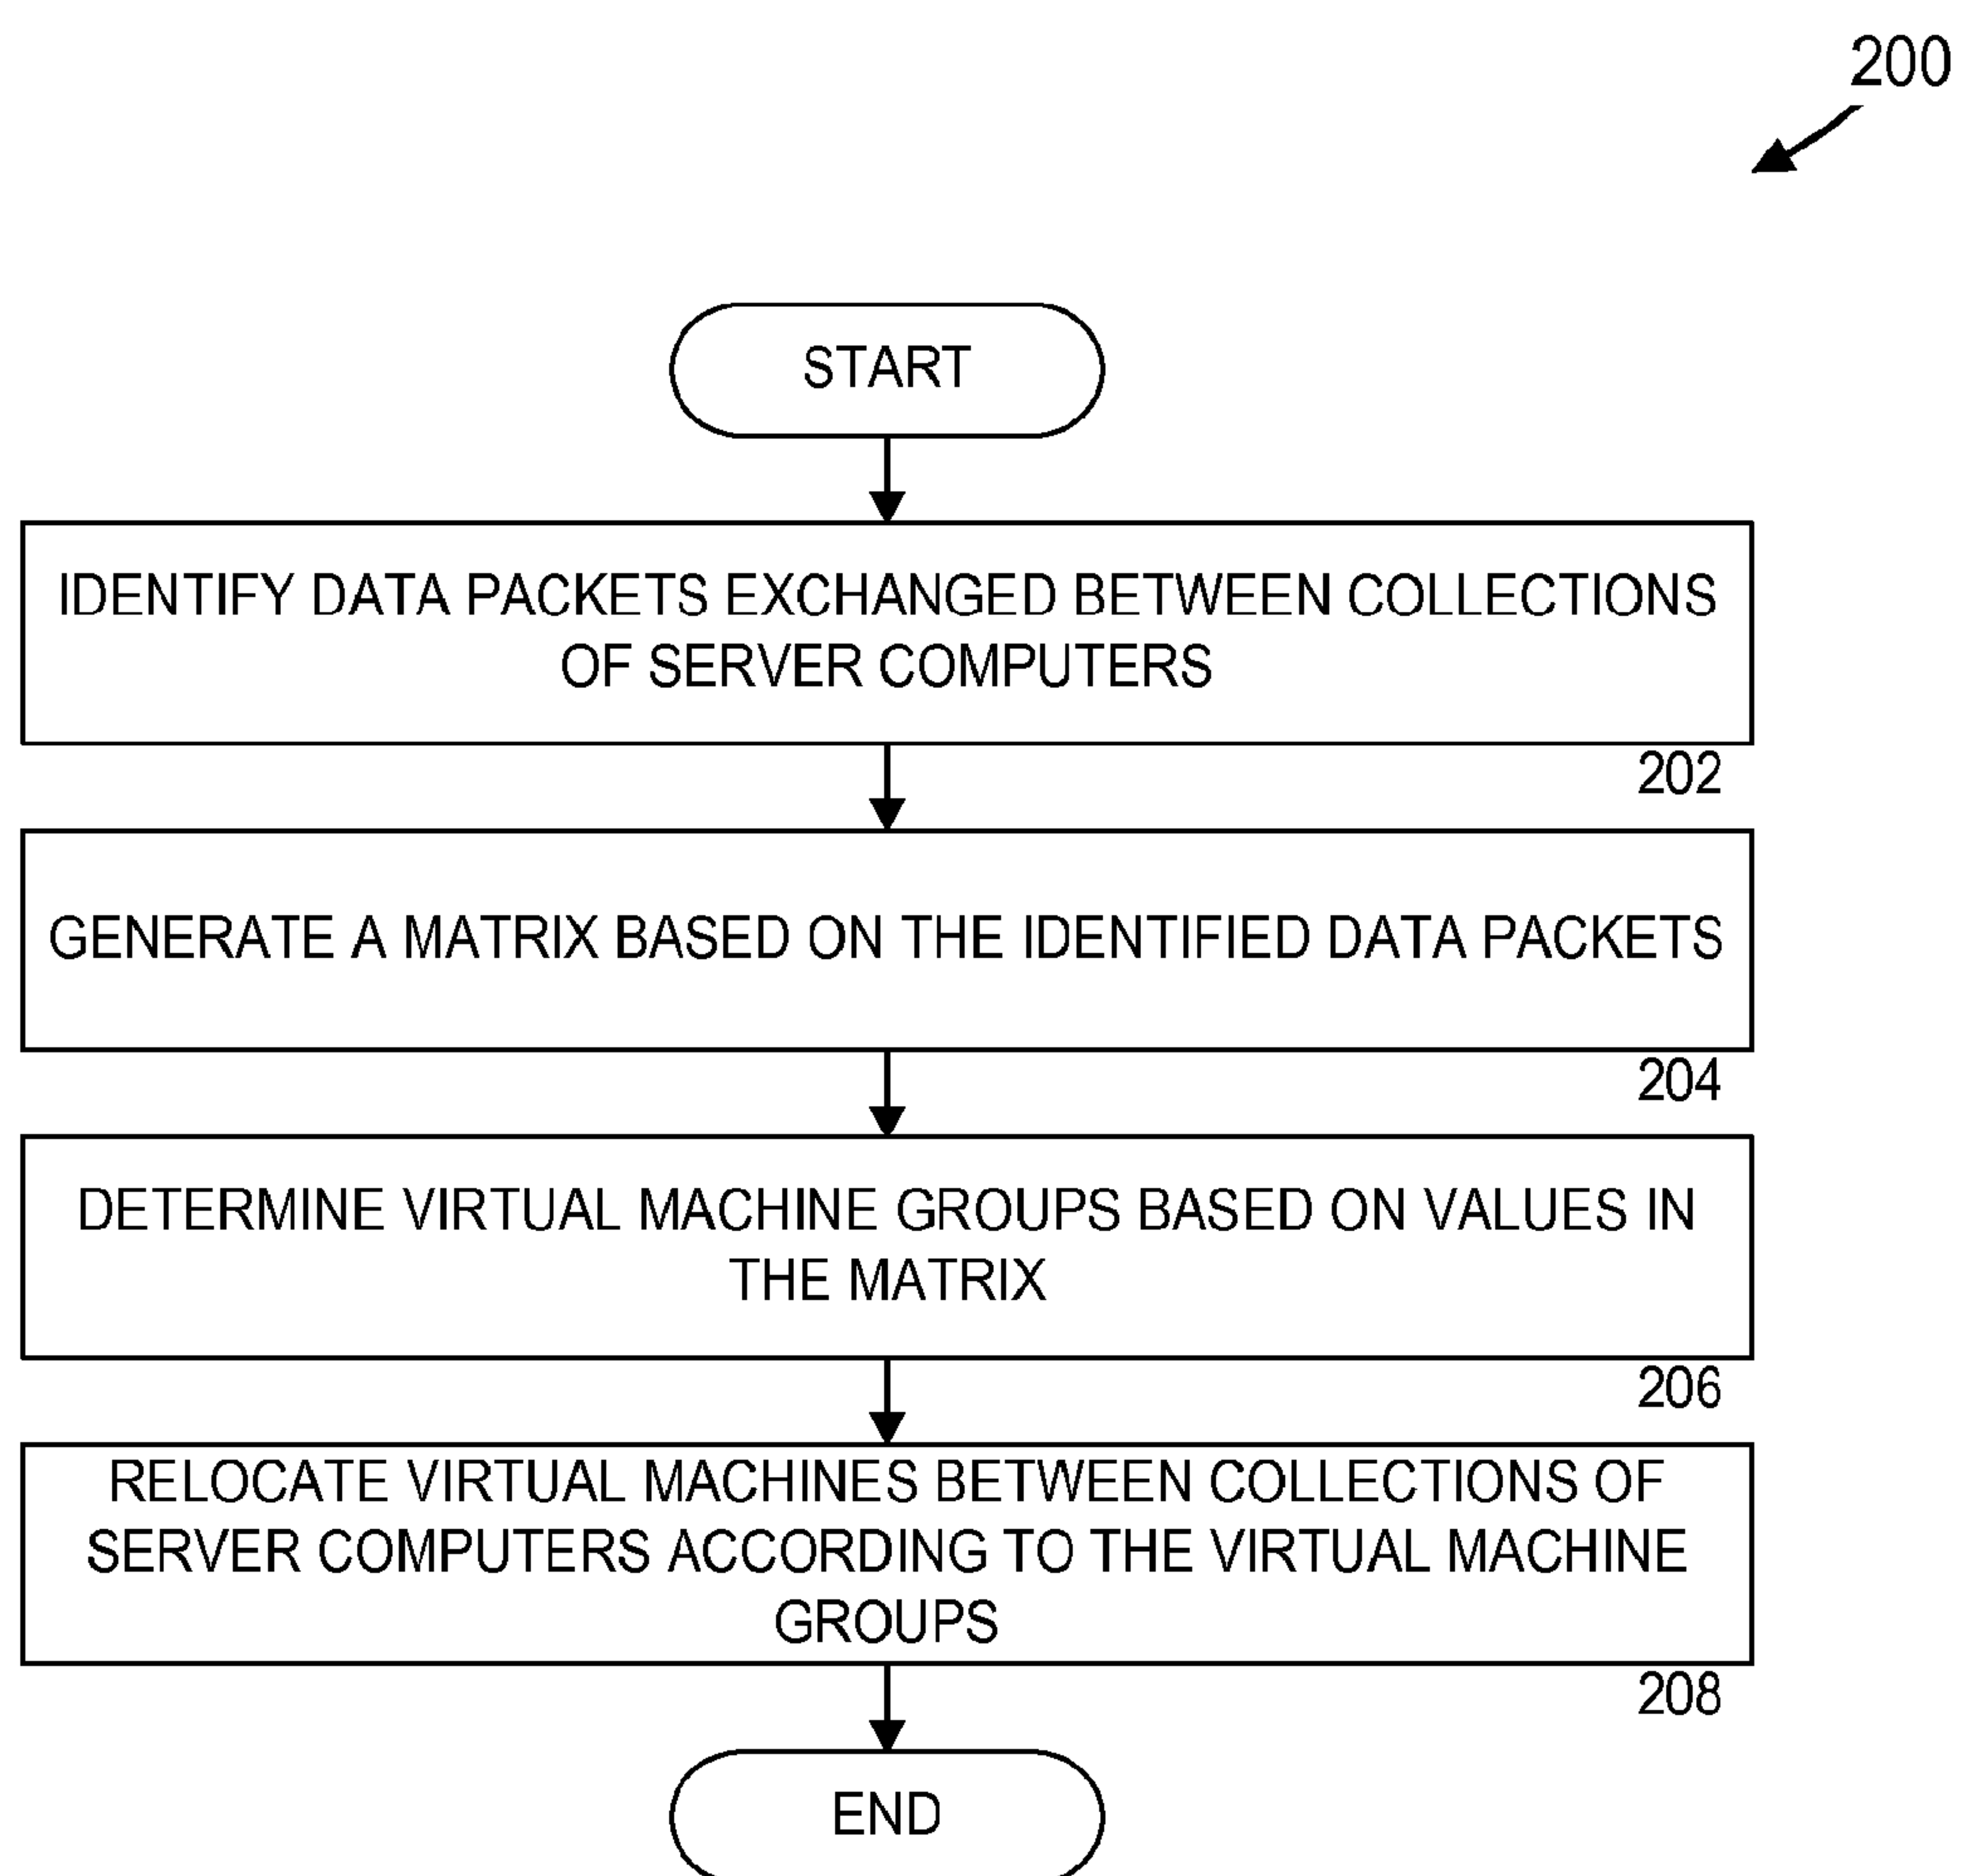 200
START
IDENTIFY DATA PACKETS EXCHANGED BETWEEN COLLECTIONS
OF SERVER COMPUTERS
202
GENERATE A MATRIX BASED ON THE IDENTIFIED DATA PACKETS
204
DETERMINE VIRTUAL MACHINE GROUPS BASED ON VALUES IN
THE MATRIX
206
RELOCATE VIRTUAL MACHINES BETWEEN COLLECTIONS OF
SERVER COMPUTERS ACCORDING TO THE VIRTUAL MACHINE
GROUPS
208
END